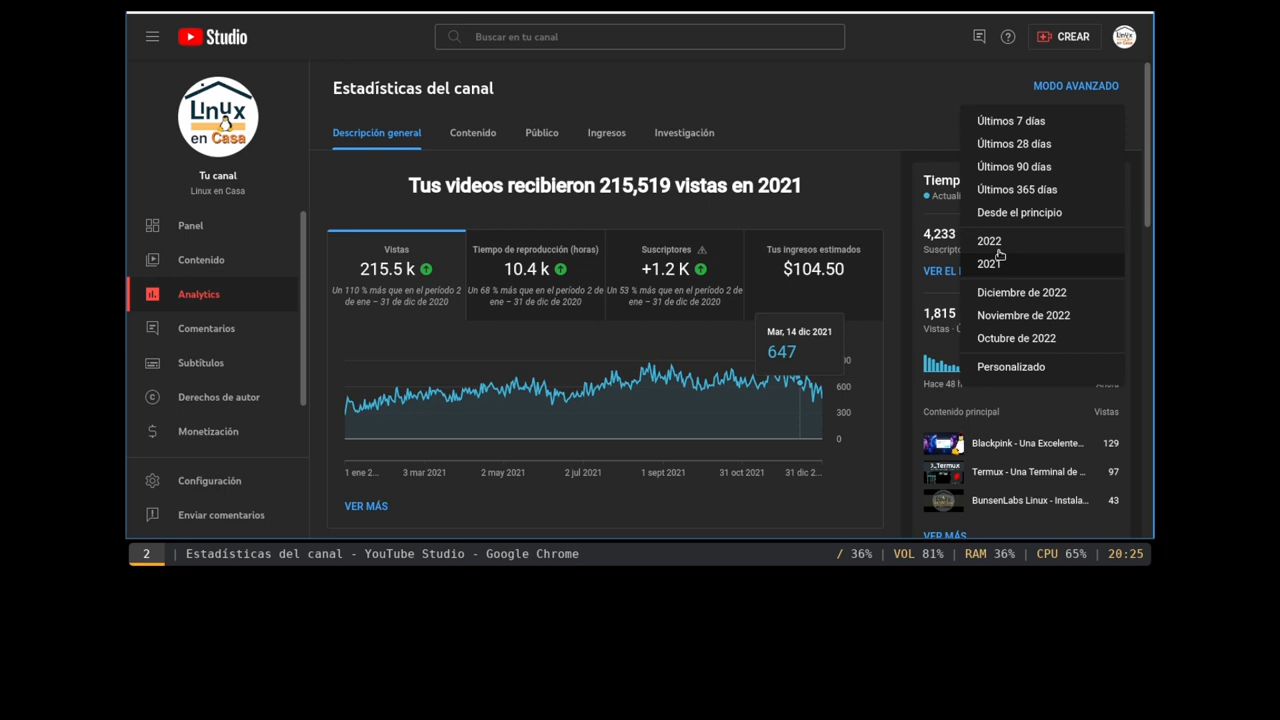 Studio
Buscar en tu canal
CREAR
Linux
en Casa
Tu canal
Linux en Casa
Panel
Contenido
Analytics
Comentarios
Subtítulos
Derechos de autor
Monetización
Configuración
Enviar comentarios
Estadísticas del canal
MODO AVANZADO
Descripción general
Contenido
Público
Ingresos
Investigación
Tus videos recibieron 215,519 vistas en 2021
Vistas
215.5 k
Un 110 % más que en el período 2
de ene – 31 de dic de 2020
Tiempo de reproducción (horas)
10.4 k
Un 68 % más que en el período 2 de
ene – 31 de dic de 2020
Suscriptores
+1.2 K
Un 53 % más que en el período 2 de
ene – 31 de dic de 2020
Tus ingresos estimados
$104.50
Mar, 14 dic 2021
647
600
300
0
1 ene 2...
3 mar 2021
2 may 2021
2 jul 2021
1 sept 2021
31 oct 2021
31 dic 2...
VER MÁS
Últimos 7 días
Últimos 28 días
Últimos 90 días
Últimos 365 días
Desde el principio
2022
2021
Diciembre de 2022
Noviembre de 2022
Octubre de 2022
Personalizado
Tiemp
Actuali
4,233
Suscripto
VER EL
1,815
Vistas ·
Hace 48
Contenido principal
Vistas
Blackpink - Una Excelente...
129
Termux - Una Terminal de ...
97
BunsenLabs Linux - Instala...
43
VER MÁS
2 | Estadísticas del canal - YouTube Studio - Google Chrome
/ 36% | VOL 81% | RAM 36% | CPU 65% | 20:25